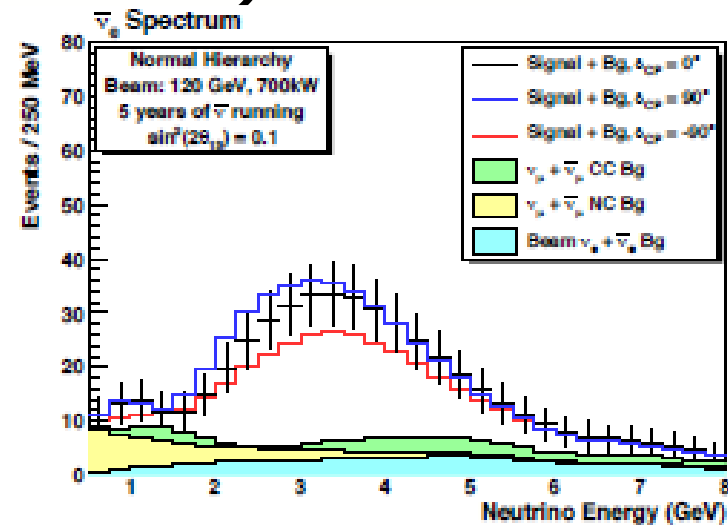 ν̅ₑ Spectrum
Events / 250 MeV
80
70
60
50
40
30
20
10
0
Normal Hierarchy
Beam: 120 GeV, 700kW
5 years of ν̅ running
sin²(2θ₁₃) = 0.1
Signal + Bg, δCP = 0°
Signal + Bg, δCP = 90°
Signal + Bg, δCP = -90°
νμ + ν̅μ CC Bg
νμ + ν̅μ NC Bg
Beam νₑ + ν̅ₑ Bg
1 2 3 4 5 6 7 8
Neutrino Energy (GeV)